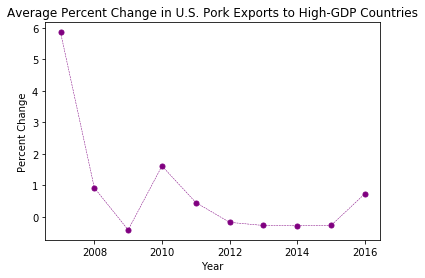 Average Percent Change in U.S. Pork Exports to High-GDP Countries
6
5
4
3
2
1
0
Percent Change
2008 2010 2012 2014 2016
Year